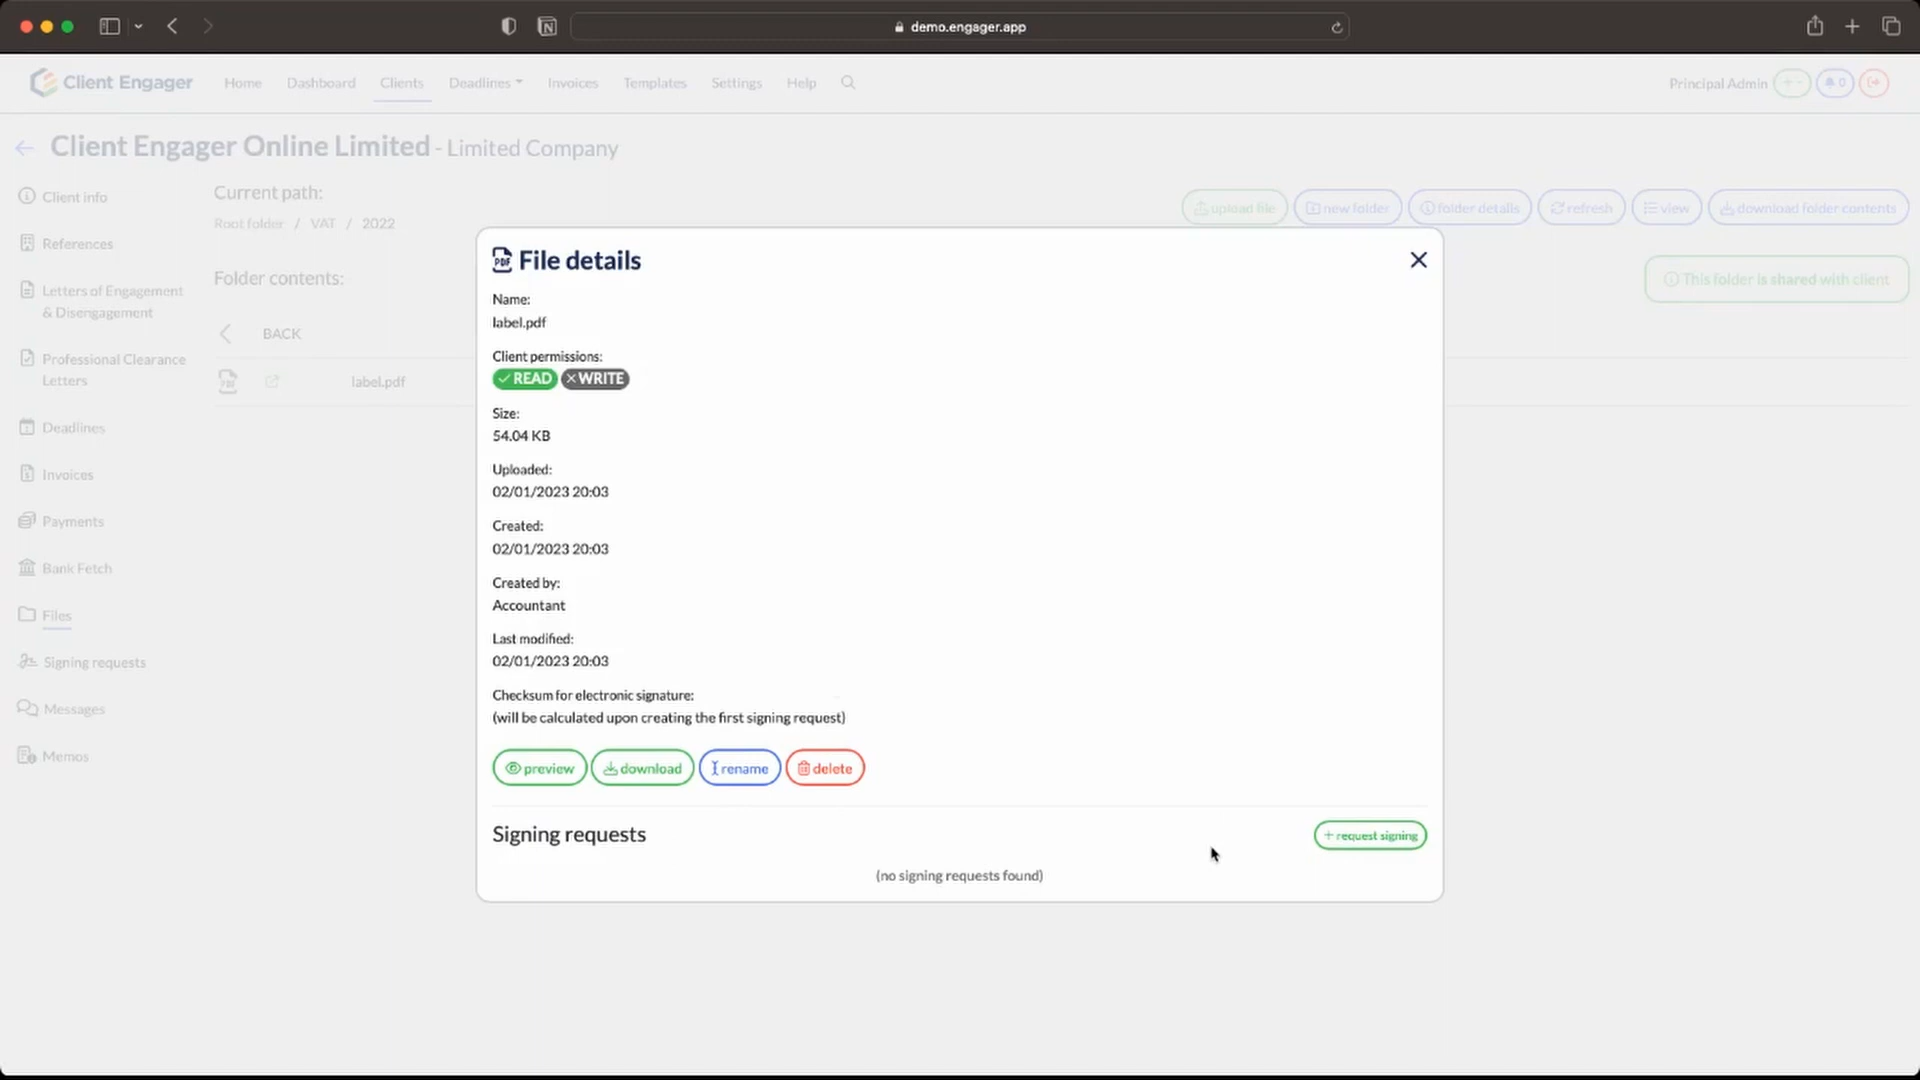 demo.engager.app
Client Engager
Home
Dashboard
Clients
Deadlines
Invoices
Templates
Settings
Help
Principal Admin
0
Client Engager Online Limited - Limited Company
Client info
References
Letters of Engagement
& Disengagement
Professional Clearance
Letters
Deadlines
Invoices
Payments
Bank Fetch
Files
Signing requests
Messages
Memos
Current path:
Root folder / VAT / 2022
upload file
new folder
folder details
refresh
view
download folder contents
Folder contents:
This folder is shared with client
BACK
PDF
label.pdf
PDF File details
Name:
label.pdf
Client permissions:
READ
WRITE
Size:
54.04 KB
Uploaded:
02/01/2023 20:03
Created:
02/01/2023 20:03
Created by:
Accountant
Last modified:
02/01/2023 20:03
Checksum for electronic signature:
(will be calculated upon creating the first signing request)
preview
download
rename
delete
Signing requests
+ request signing
(no signing requests found)